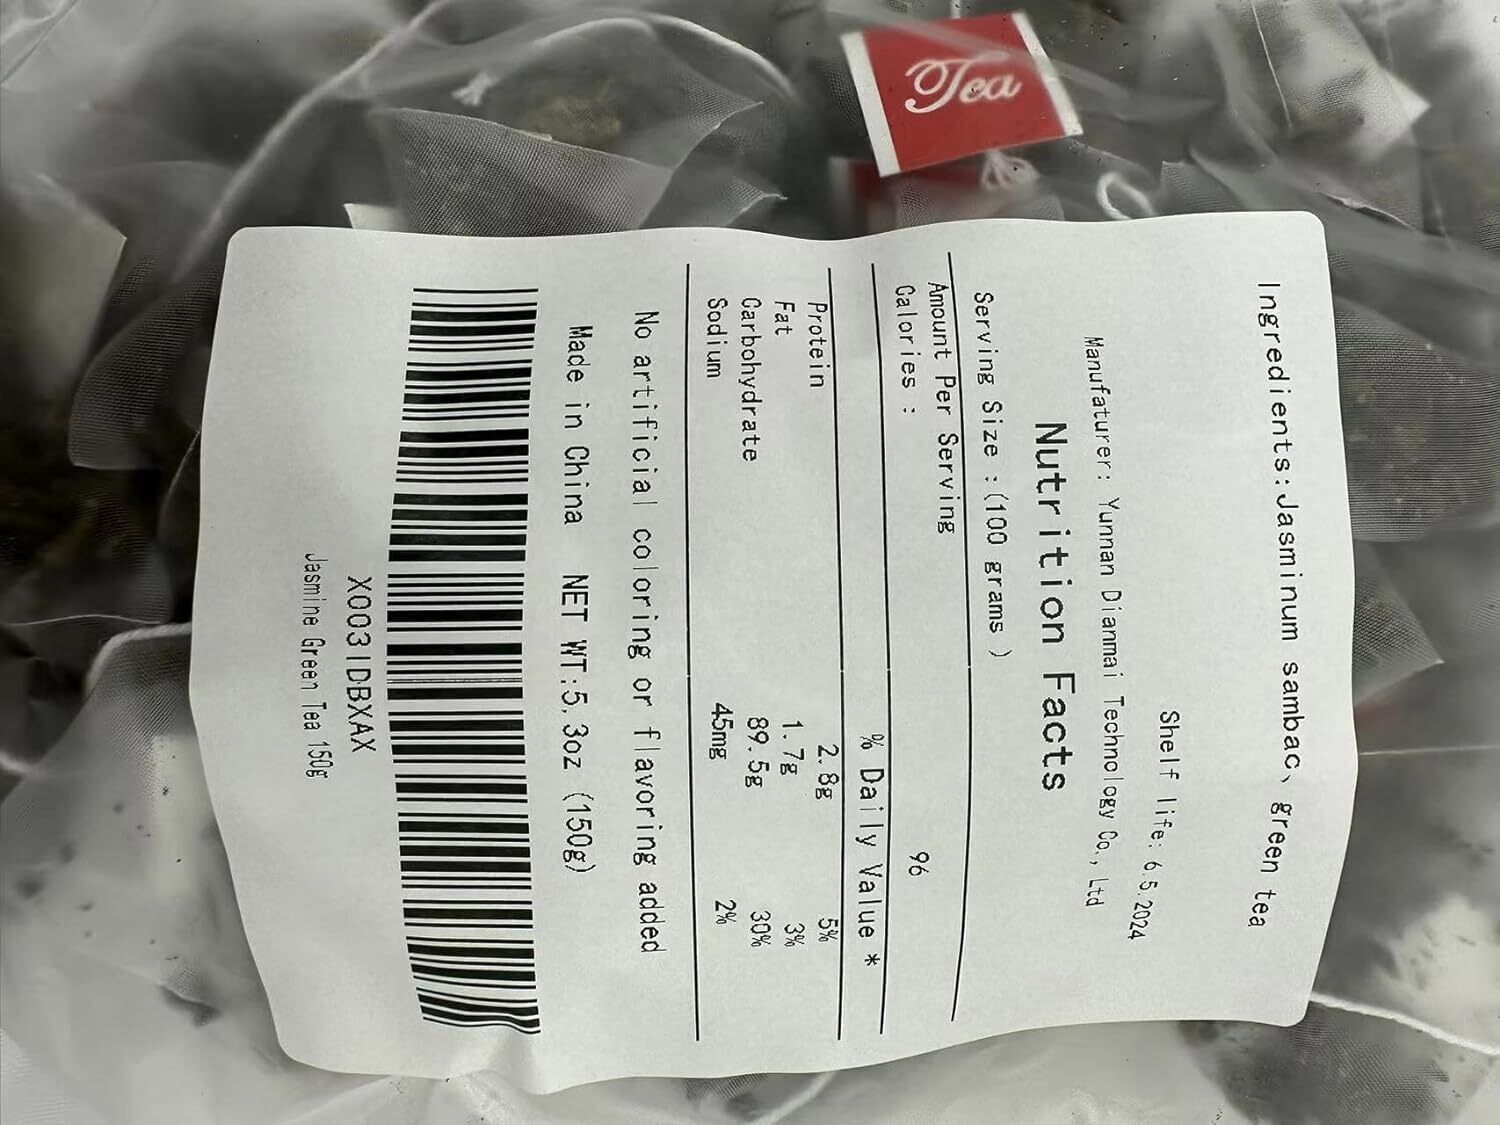 Tea
Ingredients:Jasminum sambac、green tea
Shelf life: 6.5.2024
Manufaturer: Yunnan Dianmai Technology Co., Ltd
Nutrition Facts
Serving Size :(100 grams )
Amount Per Serving
Calories : 96
% Daily Value *
Protein 2.8g 5%
Fat 1.7g 3%
Carbohydrate 89.5g 30%
Sodium 45mg 2%
No artificial coloring or flavoring added
Made in China NET WT:5.3oz (150g)
X003IDBXAX
Jasmine Green Tea 150g